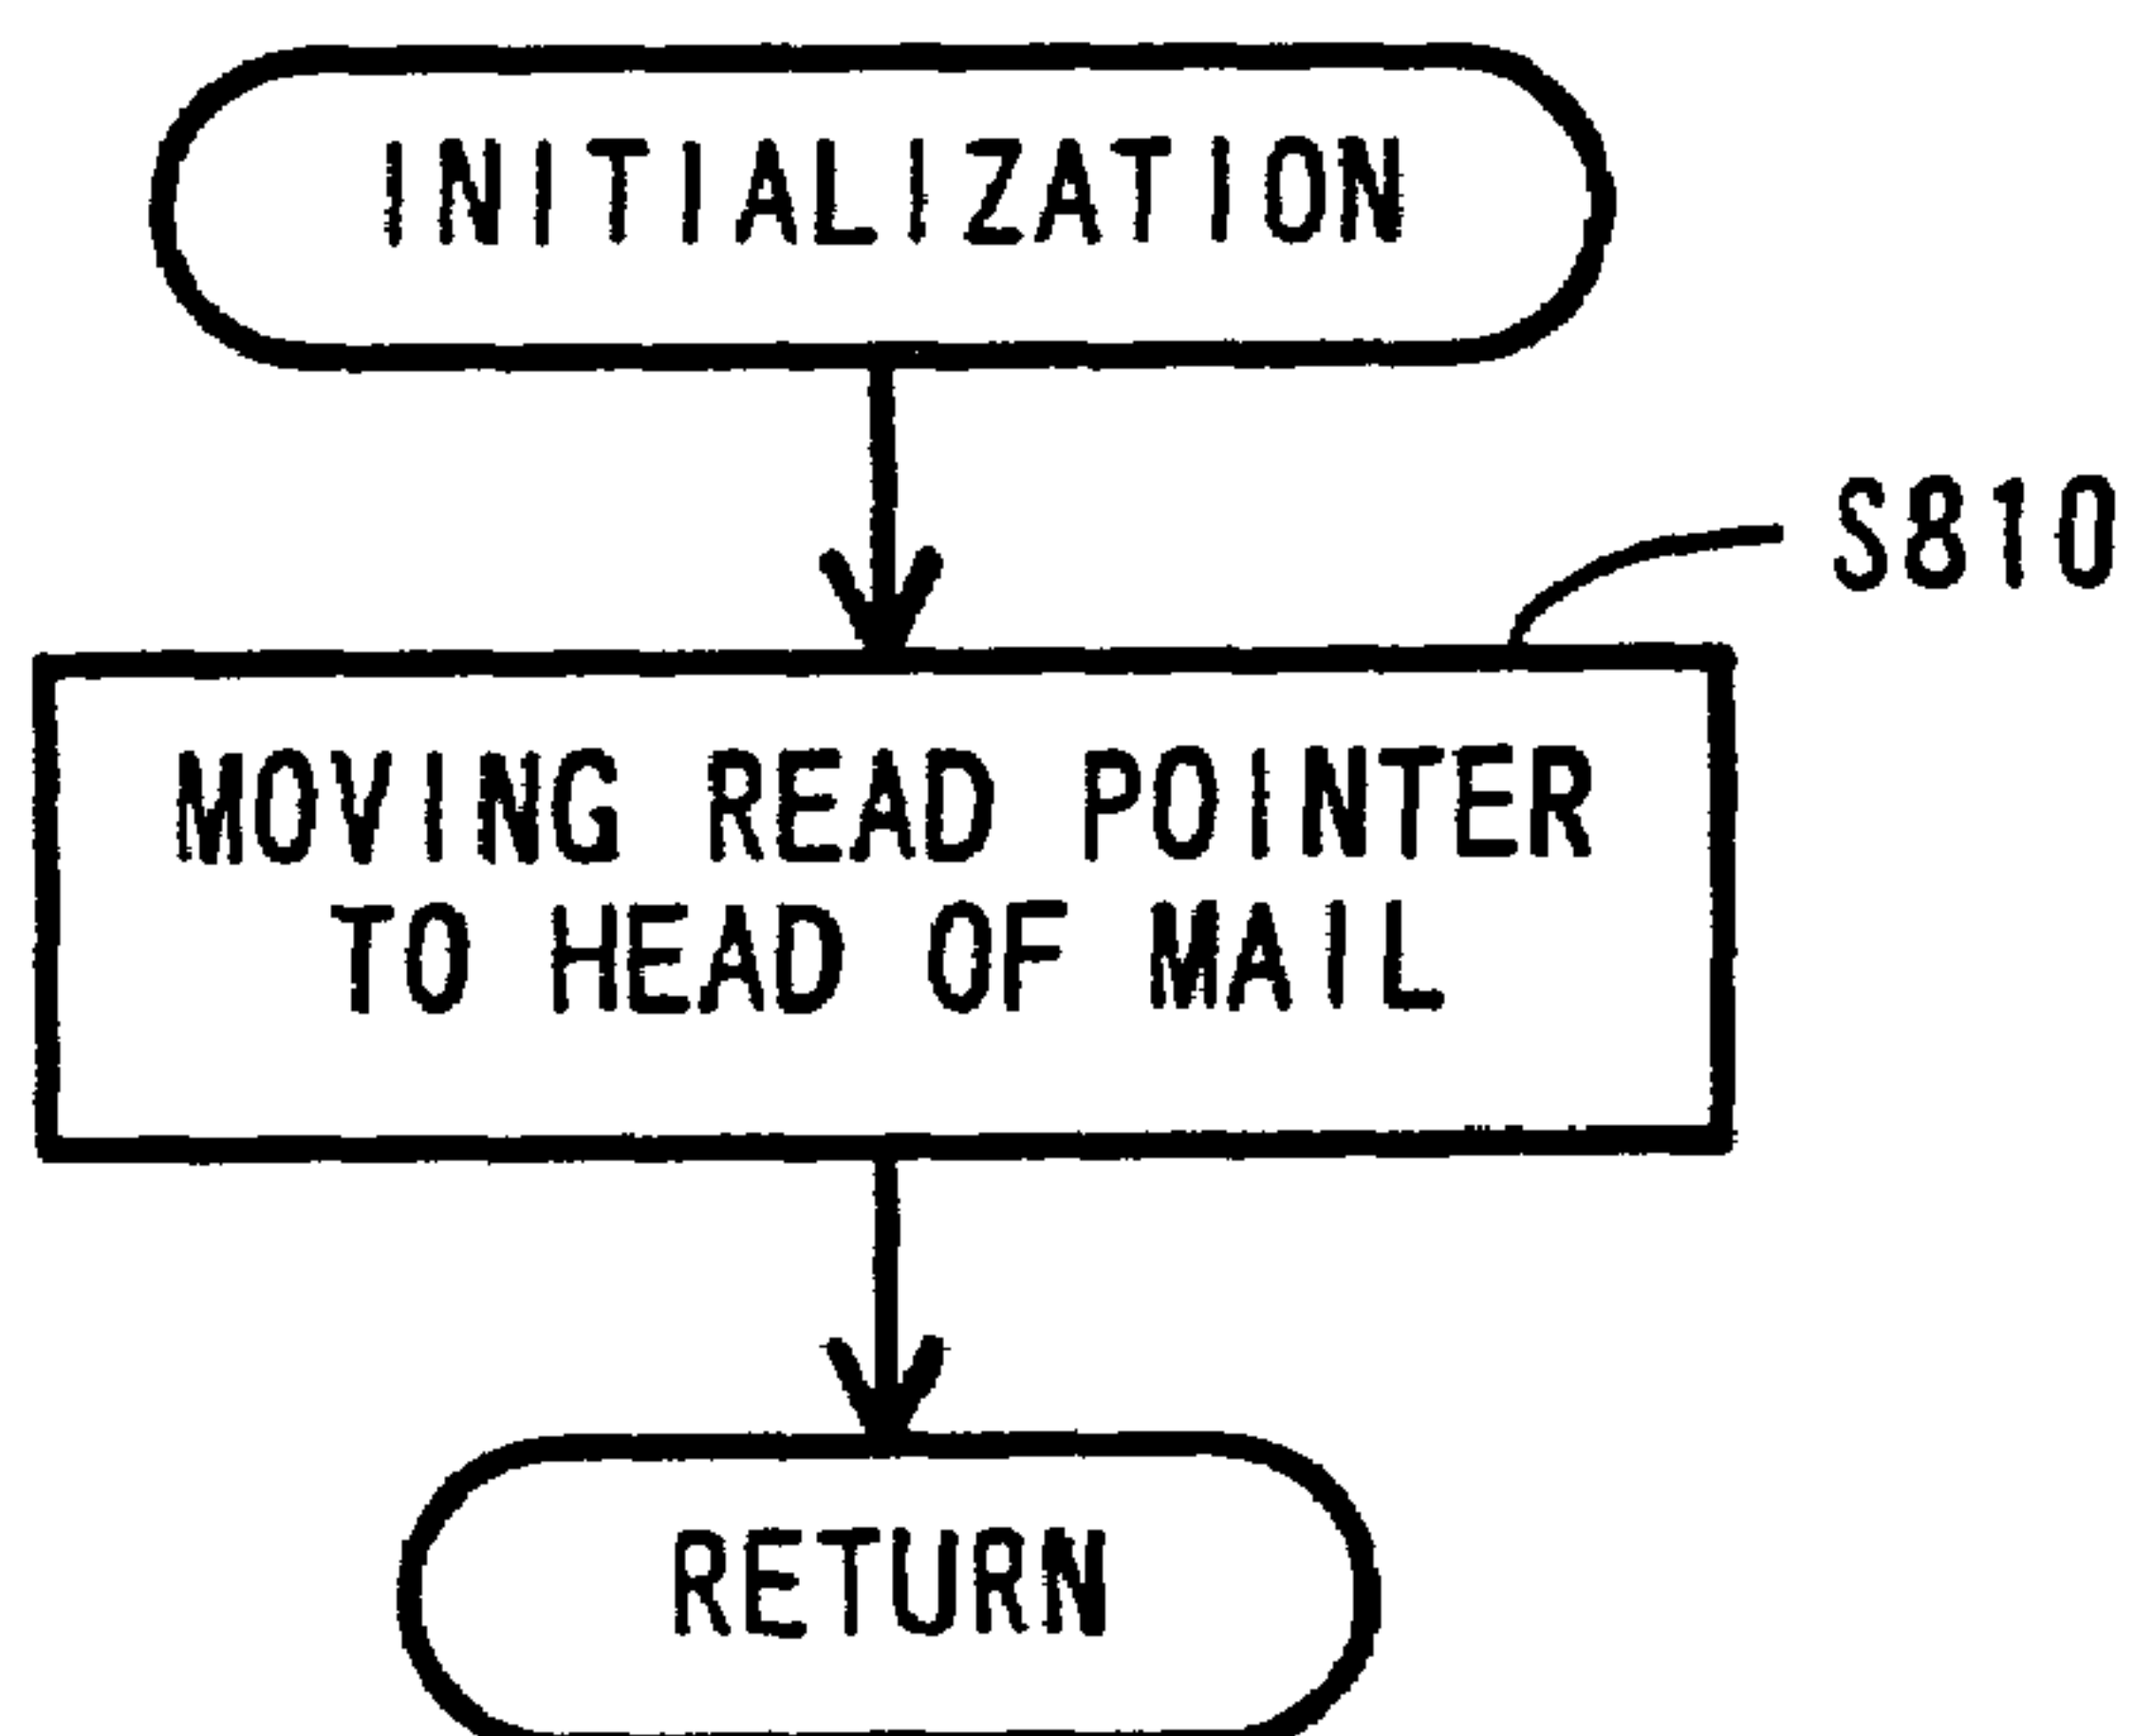 INITIALIZATION
S810
MOVING READ POINTER
TO HEAD OF MAIL
RETURN